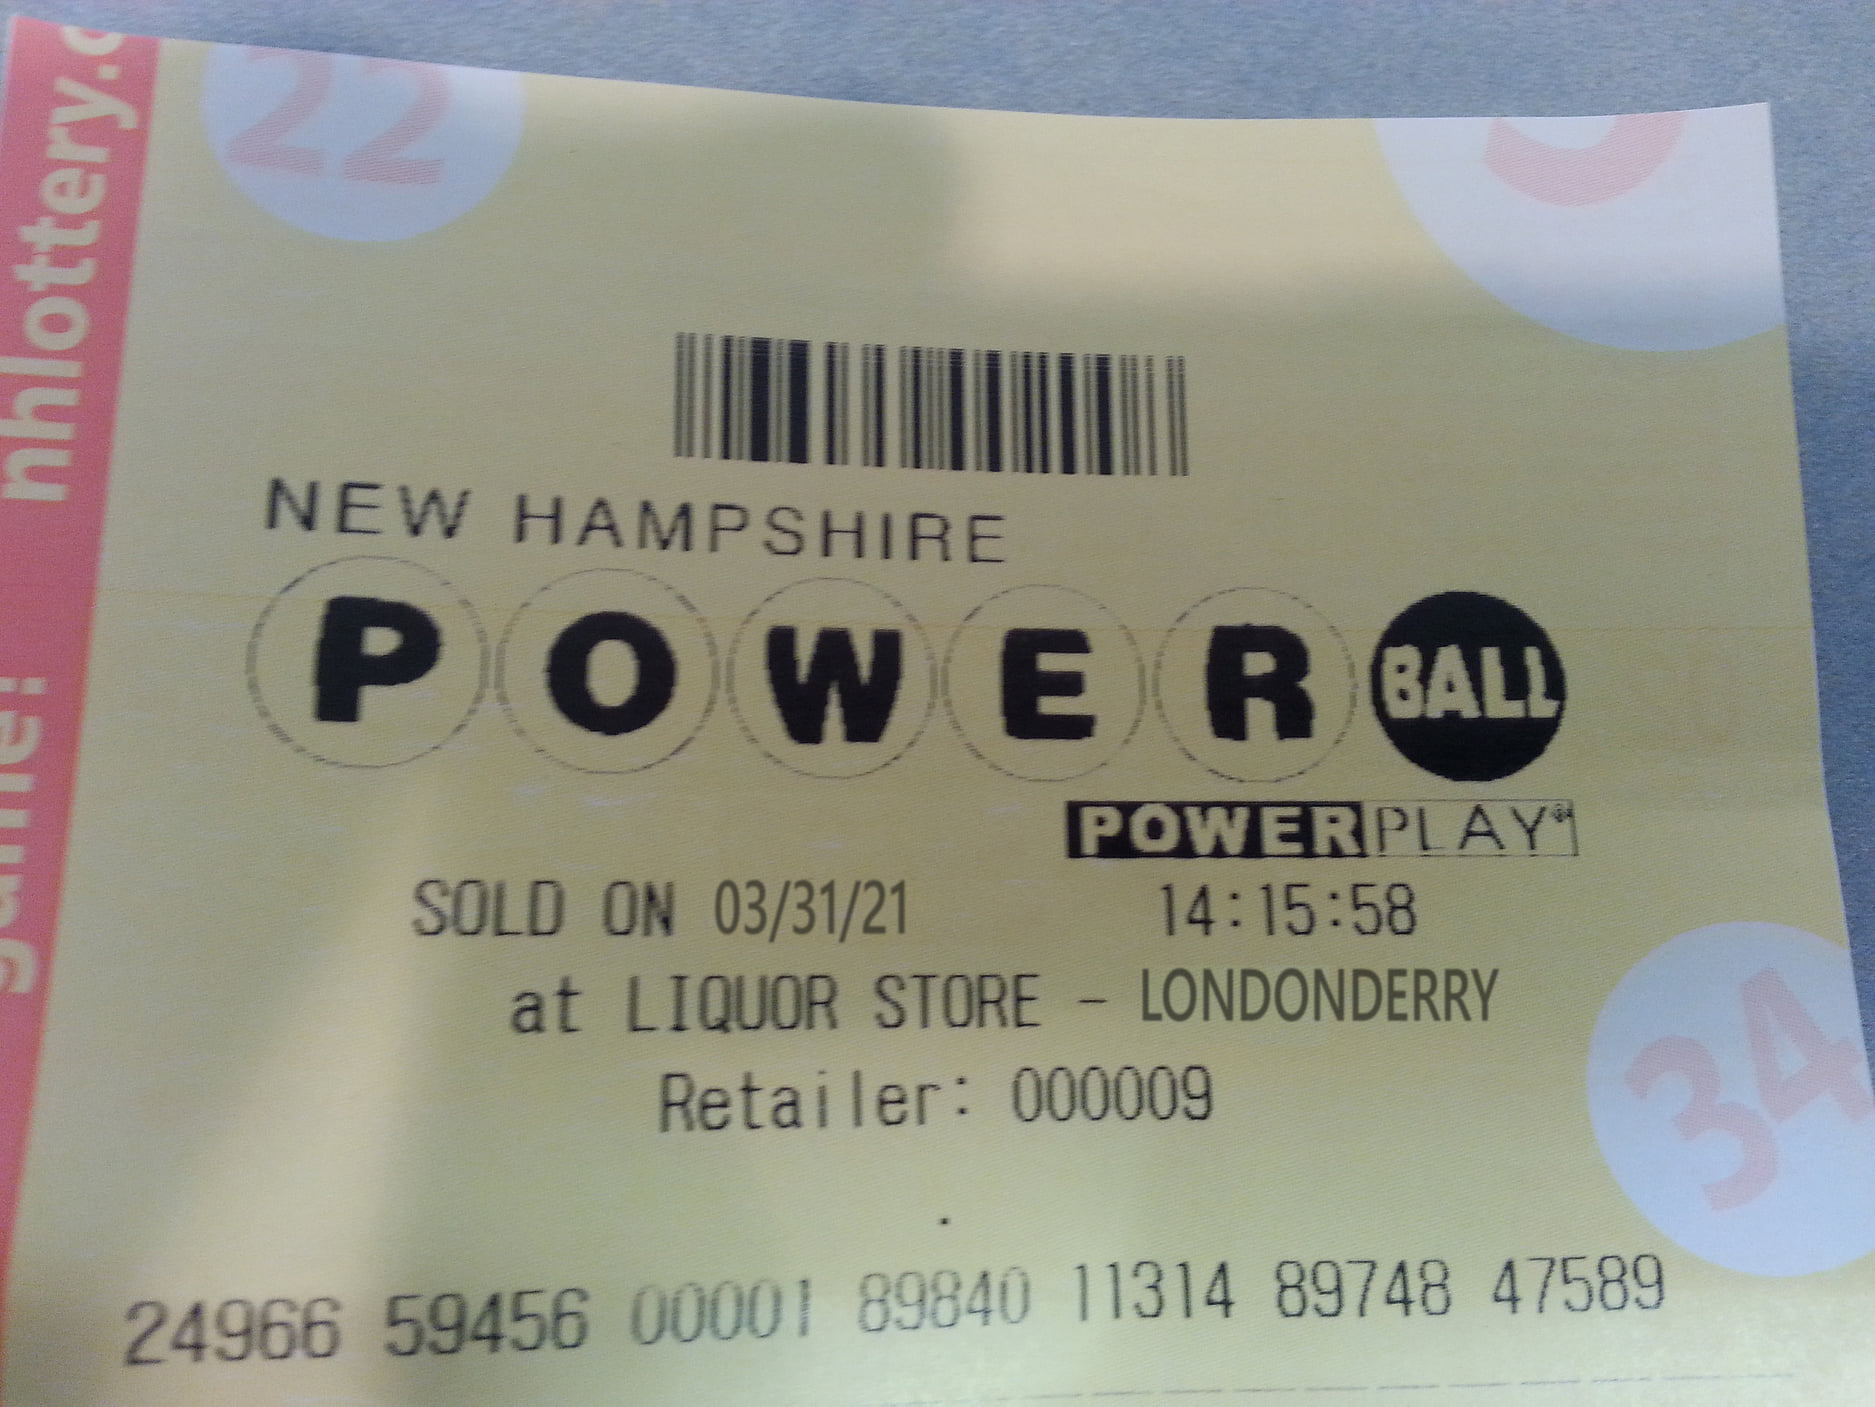 nhlottery.c
game!
22
NEW HAMPSHIRE
POWER BALL
POWER PLAY
SOLD ON 03/31/21 14:15:58
at LIQUOR STORE - LONDONDERRY
Retailer: 000009
34
24966 59456 00001 89840 11314 89748 47589